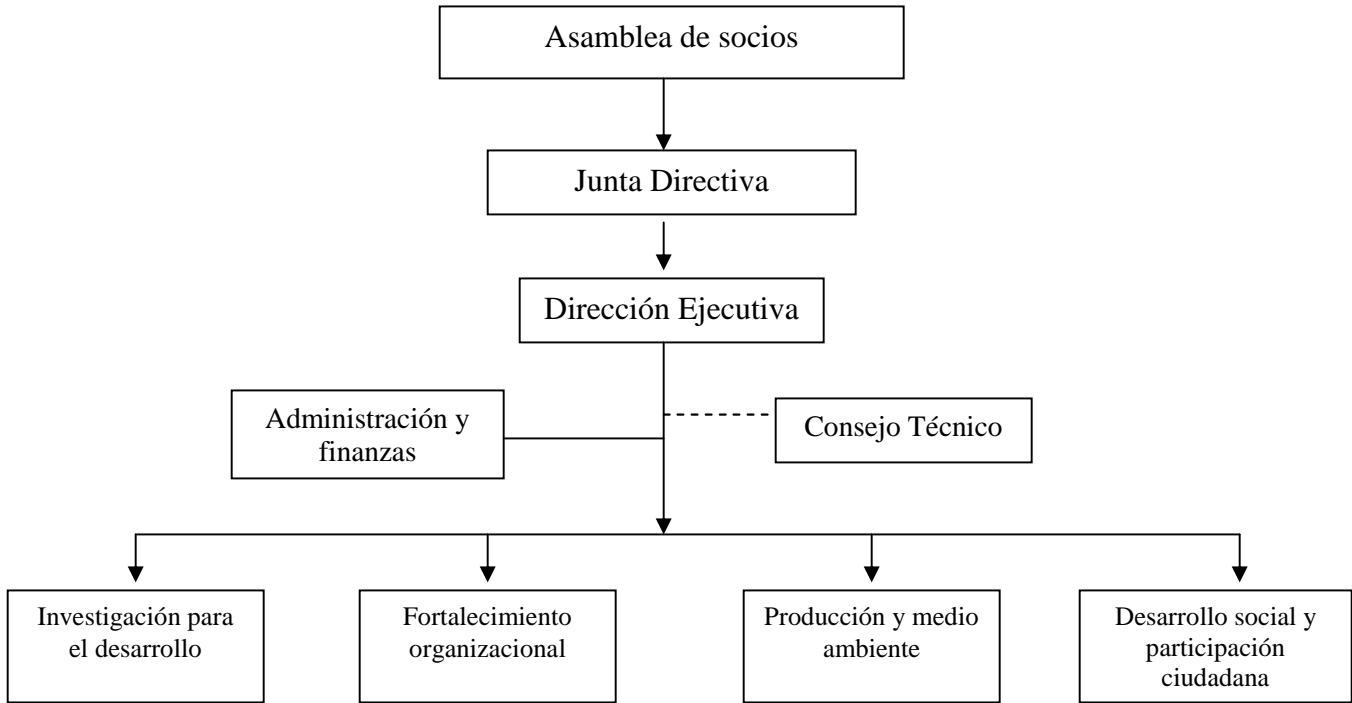 Asamblea de socios
Junta Directiva
Dirección Ejecutiva
Administración y
finanzas
Consejo Técnico
Investigación para
el desarrollo
Fortalecimiento
organizacional
Producción y medio
ambiente
Desarrollo social y
participación
ciudadana